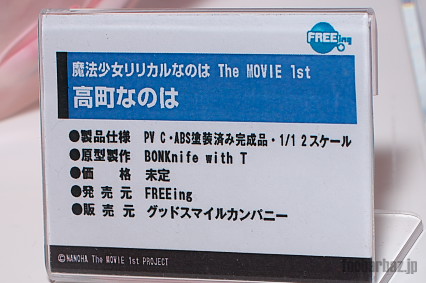 FREEing
魔法少女リリカルなのは The MOVIE 1st
高町なのは
●製品仕様 PVC・ABS塗装済み完成品・1/12スケール
●原型製作 BONKnife with T
●価　　格 未定
●発 売 元 FREEing
●販 売 元 グッドスマイルカンパニー
©NANOHA The MOVIE 1st PROJECT
foobarbaz.jp